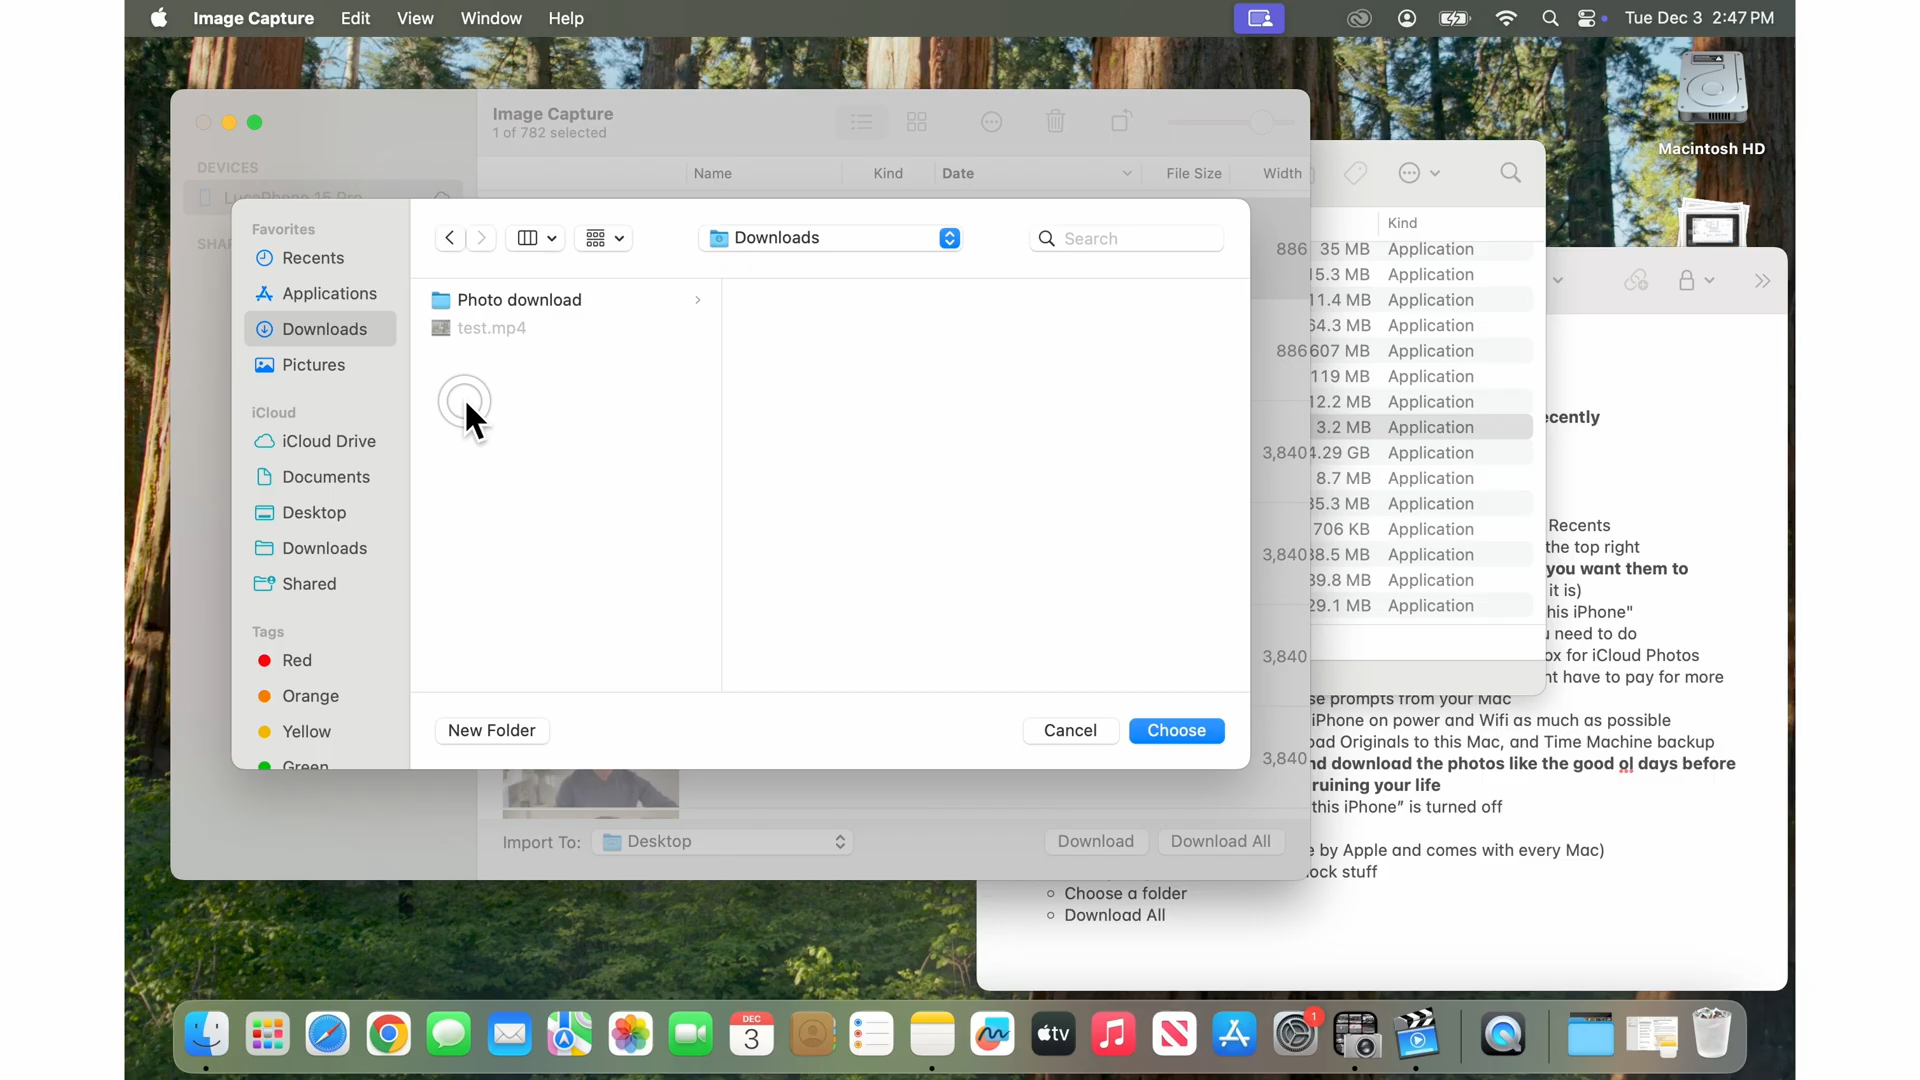 Image Capture Edit View Window Help
Tue Dec 3 2:47 PM
Macintosh HD
Image Capture
1 of 782 selected
DEVICES
Name Kind Date File Size Width
Favorites
Recents
Applications
Downloads
Pictures
iCloud
iCloud Drive
Documents
Desktop
Downloads
Shared
Tags
Red
Orange
Yellow
Green
Downloads
Search
Photo download
test.mp4
New Folder
Cancel Choose
886
886
3,840
3,840
3,840
3,840
Import To: Desktop
Download Download All
Kind
35 MB Application
15.3 MB Application
11.4 MB Application
64.3 MB Application
607 MB Application
119 MB Application
12.2 MB Application
3.2 MB Application
4.29 GB Application
8.7 MB Application
35.3 MB Application
706 KB Application
38.5 MB Application
39.8 MB Application
29.1 MB Application
Recents
the top right
you want them to
it is)
his iPhone"
need to do
for iCloud Photos
have to pay for more
prompts from your Mac
iPhone on power and Wifi as much as possible
Originals to this Mac, and Time Machine backup
download the photos like the good ol days before
ruining your life
this iPhone" is turned off
by Apple and comes with every Mac)
stuff
Choose a folder
Download All
DEC
3
tv
1